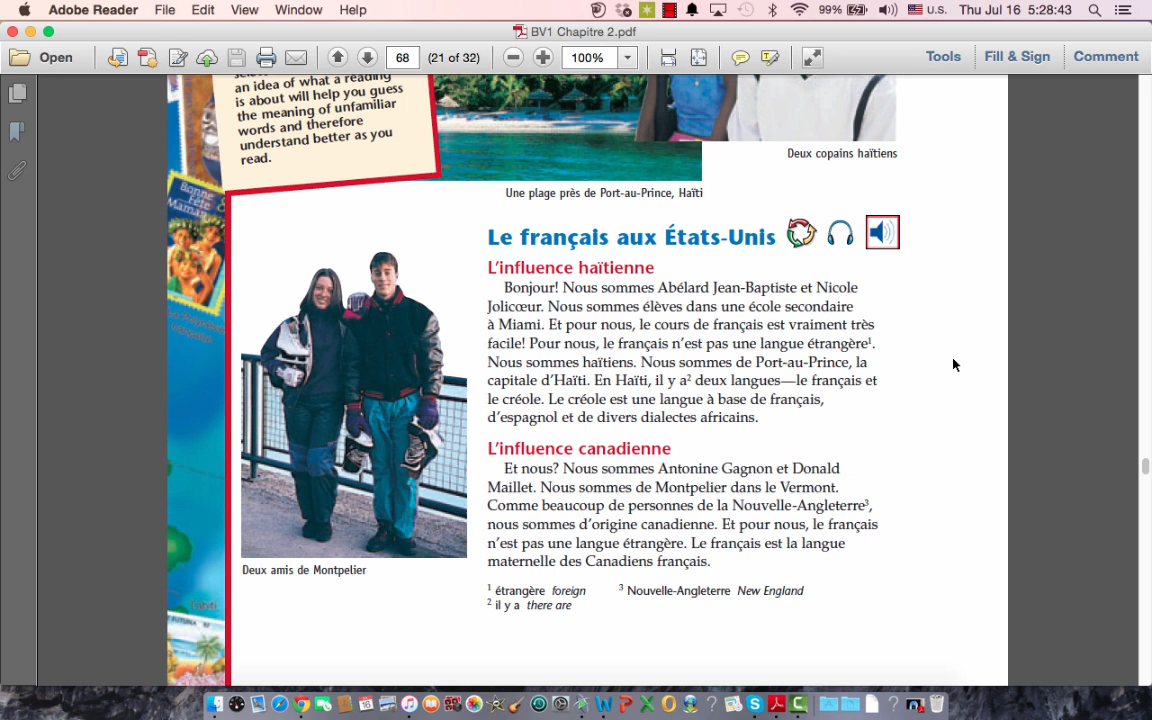 Adobe Reader File Edit View Window Help 99% U.S. Thu Jul 16 5:28:43
BV1 Chapitre 2.pdf
Open 68 (21 of 32) 100% Tools Fill & Sign Comment
an idea of what a reading
is about will help you guess
the meaning of unfamiliar
words and therefore
understand better as you
read.
Deux copains haïtiens
Une plage près de Port-au-Prince, Haïti
Bonne
Fête
Maman
Le français aux États-Unis
L'influence haïtienne
Bonjour! Nous sommes Abélard Jean-Baptiste et Nicole
Jolicœur. Nous sommes élèves dans une école secondaire
à Miami. Et pour nous, le cours de français est vraiment très
facile! Pour nous, le français n'est pas une langue étrangère¹.
Nous sommes haïtiens. Nous sommes de Port-au-Prince, la
capitale d'Haïti. En Haïti, il y a² deux langues—le français et
le créole. Le créole est une langue à base de français,
d'espagnol et de divers dialectes africains.
L'influence canadienne
Et nous? Nous sommes Antonine Gagnon et Donald
Maillet. Nous sommes de Montpelier dans le Vermont.
Comme beaucoup de personnes de la Nouvelle-Angleterre³,
nous sommes d'origine canadienne. Et pour nous, le français
n'est pas une langue étrangère. Le français est la langue
maternelle des Canadiens français.
Deux amis de Montpelier
¹ étrangère foreign
² il y a there are
³ Nouvelle-Angleterre New England
Tahiti